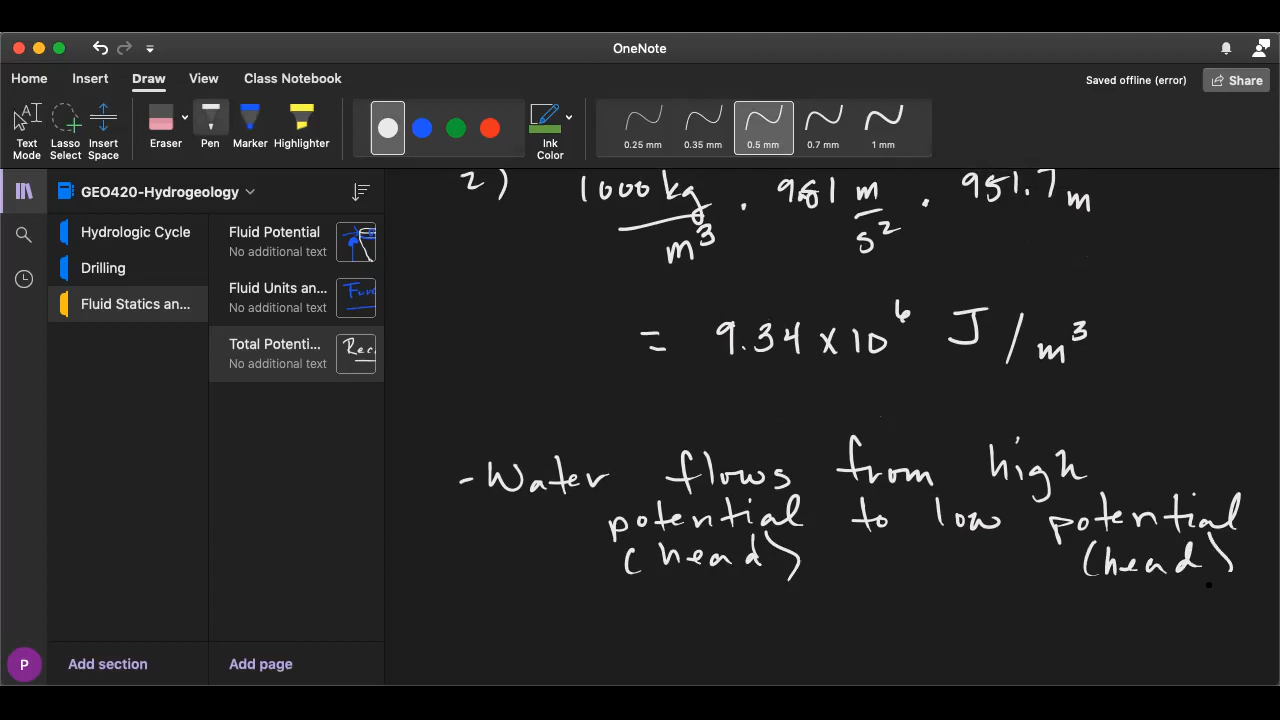 OneNote
Home Insert Draw View Class Notebook
Saved offline (error)
Share
Text Mode
Lasso Select
Insert Space
Eraser
Pen
Marker
Highlighter
Ink Color
0.25 mm
0.35 mm
0.5 mm
0.7 mm
1 mm
GEO420-Hydrogeology
Hydrologic Cycle
Drilling
Fluid Statics an...
Fluid Potential
No additional text
Fluid Units an...
No additional text
Total Potenti...
No additional text
Rec
2) 1000 kg/m³ · 981 m/s² · 951.7 m
= 9.34 x 10⁶ J/m³
- Water flows from high
potential to low potential
(head) (head)
P
Add section
Add page